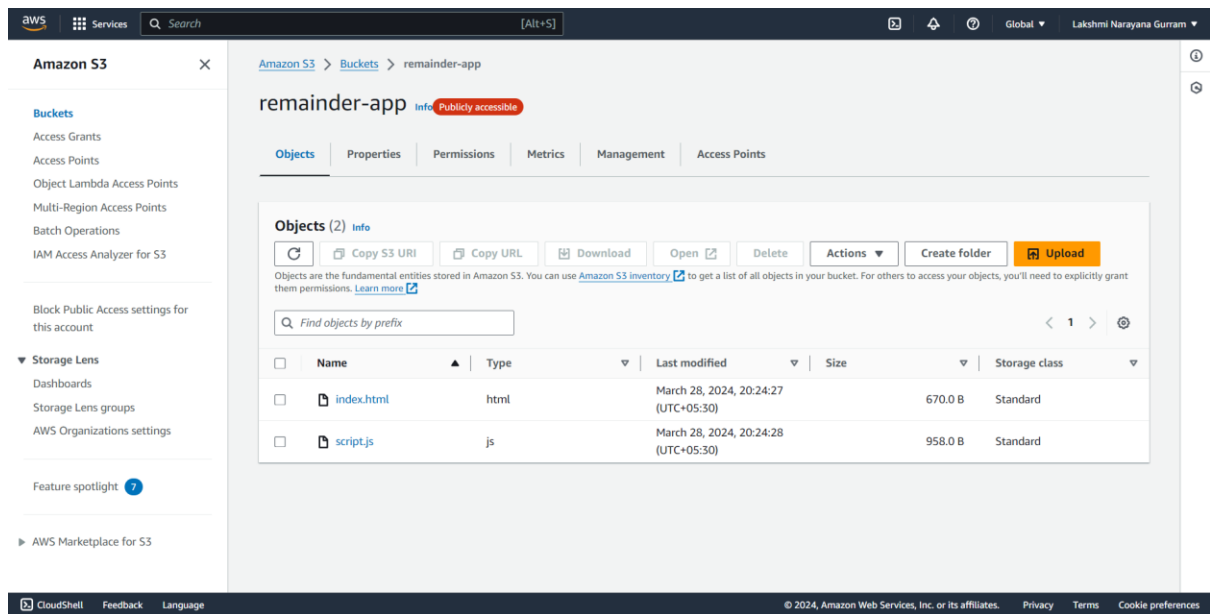 aws Services Search [Alt+S] Global ▼ Lakshmi Narayana Gurram ▼
Amazon S3
Buckets
Access Grants
Access Points
Object Lambda Access Points
Multi-Region Access Points
Batch Operations
IAM Access Analyzer for S3
Block Public Access settings for
this account
▼ Storage Lens
Dashboards
Storage Lens groups
AWS Organizations settings
Feature spotlight 7
▶ AWS Marketplace for S3
Amazon S3 > Buckets > remainder-app
remainder-app Info Publicly accessible
Objects Properties Permissions Metrics Management Access Points
Objects (2) Info
Copy S3 URI Copy URL Download Open Delete Actions ▼ Create folder Upload
Objects are the fundamental entities stored in Amazon S3. You can use Amazon S3 inventory to get a list of all objects in your bucket. For others to access your objects, you'll need to explicitly grant
them permissions. Learn more
Find objects by prefix < 1 >
Name Type Last modified Size Storage class
index.html html March 28, 2024, 20:24:27 (UTC+05:30) 670.0 B Standard
script.js js March 28, 2024, 20:24:28 (UTC+05:30) 958.0 B Standard
CloudShell Feedback Language © 2024, Amazon Web Services, Inc. or its affiliates. Privacy Terms Cookie preferences